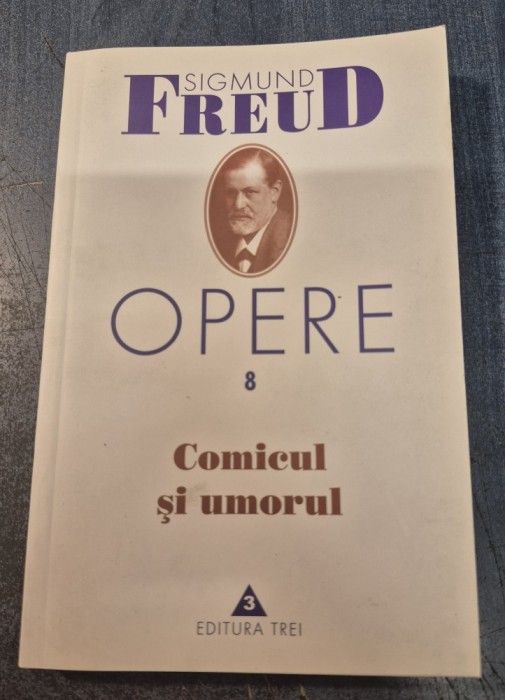 SIGMUND
FREUD
OPERE
8
Comicul
şi umorul
3
EDITURA TREI